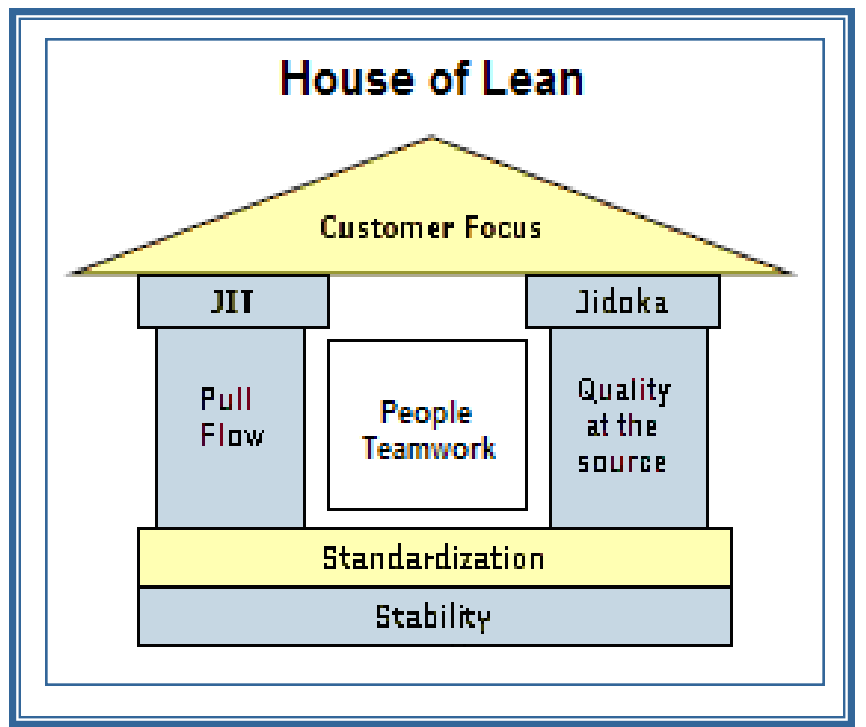 House of Lean
Customer Focus
JIT
Jidoka
Pull
Flow
People
Teamwork
Quality
at the
source
Standardization
Stability